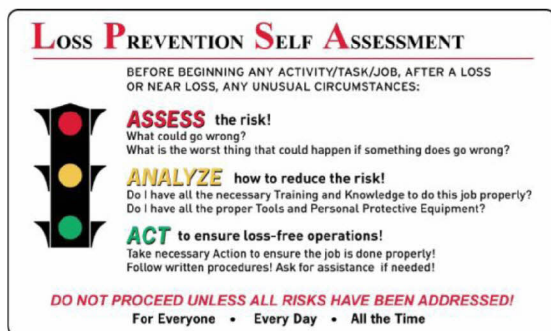 LOSS PREVENTION SELF ASSESSMENT
BEFORE BEGINNING ANY ACTIVITY/TASK/JOB, AFTER A LOSS
OR NEAR LOSS, ANY UNUSUAL CIRCUMSTANCES:
ASSESS the risk!
What could go wrong?
What is the worst thing that could happen if something does go wrong?
ANALYZE how to reduce the risk!
Do I have all the necessary Training and Knowledge to do this job properly?
Do I have all the proper Tools and Personal Protective Equipment?
ACT to ensure loss-free operations!
Take necessary Action to ensure the job is done properly!
Follow written procedures! Ask for assistance if needed!
DO NOT PROCEED UNLESS ALL RISKS HAVE BEEN ADDRESSED!
For Everyone • Every Day • All the Time